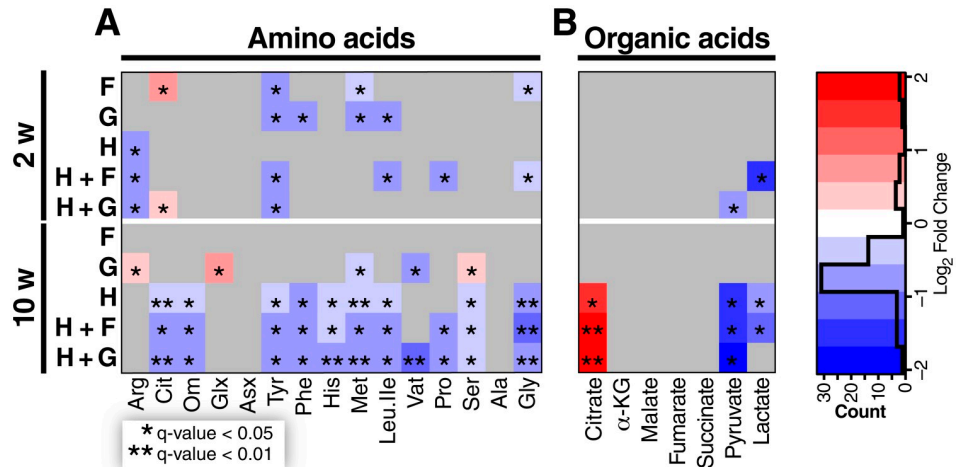 A
Amino acids
B
Organic acids
2 w
F * * * *
G * * * *
H *
H + F * * * * * *
H + G * * * *
10 w
F
G * * * * *
H ** * * * * ** * * ** * * *
H + F * * * * * * * * * ** ** * *
H + G ** * * * ** ** * ** * * ** ** *
Arg Cit Om Glx Asx Tyr Phe His Met Leu.Ile Vat Pro Ser Ala Gly
Citrate α-KG Malate Fumarate Succinate Pyruvate Lactate
* q-value < 0.05
** q-value < 0.01
2
1
0
−1
−2
Log2 Fold Change
30 20 10 0
Count